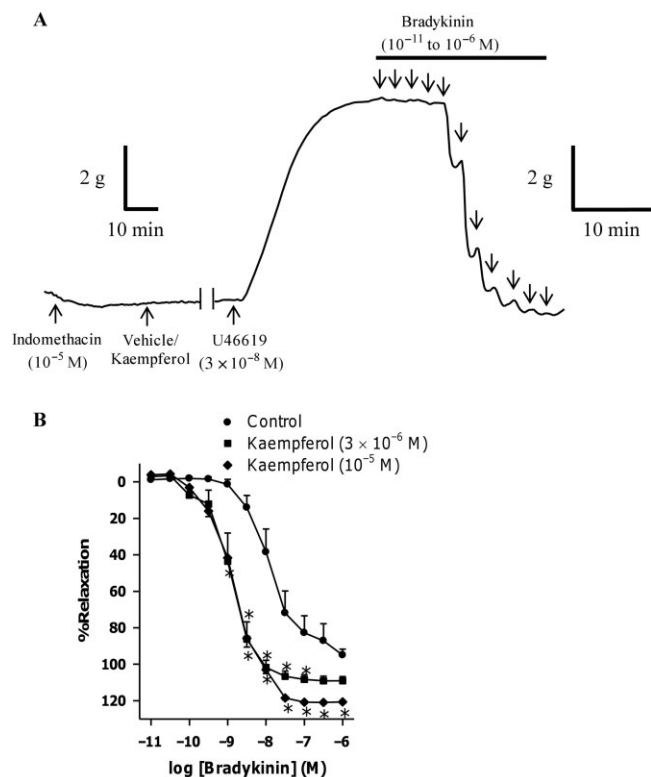 A
Bradykinin
(10⁻¹¹ to 10⁻⁶ M)
2 g
10 min
2 g
10 min
Indomethacin
(10⁻⁵ M)
Vehicle/
Kaempferol
U46619
(3 × 10⁻⁸ M)
B
Control
Kaempferol (3 × 10⁻⁶ M)
Kaempferol (10⁻⁵ M)
%Relaxation
0
20
40
60
80
100
120
* * * * * * * * * * *
−11 −10 −9 −8 −7 −6
log [Bradykinin] (M)